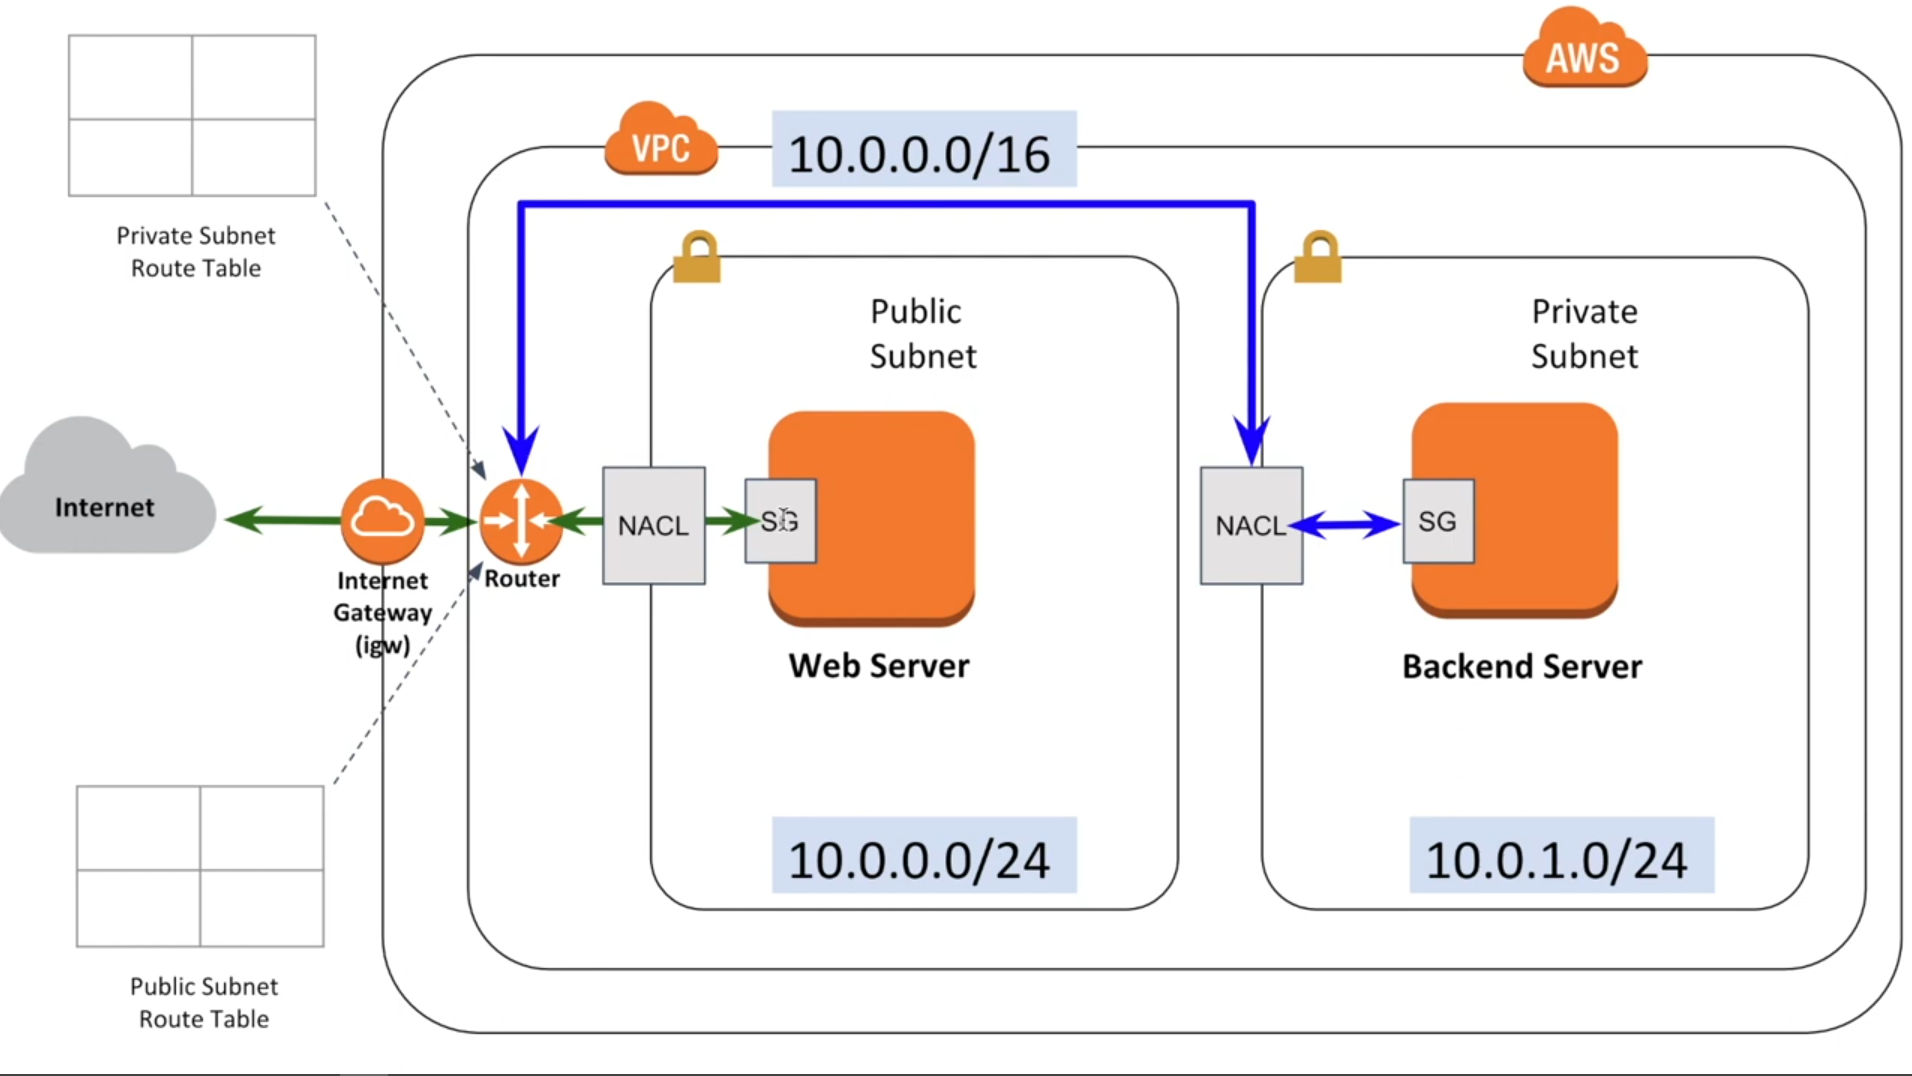 AWS
VPC
10.0.0.0/16
Private Subnet
Route Table
Public
Subnet
Private
Subnet
Internet
NACL
SG
NACL
SG
Internet
Gateway
(igw)
Router
Web Server
Backend Server
10.0.0.0/24
10.0.1.0/24
Public Subnet
Route Table